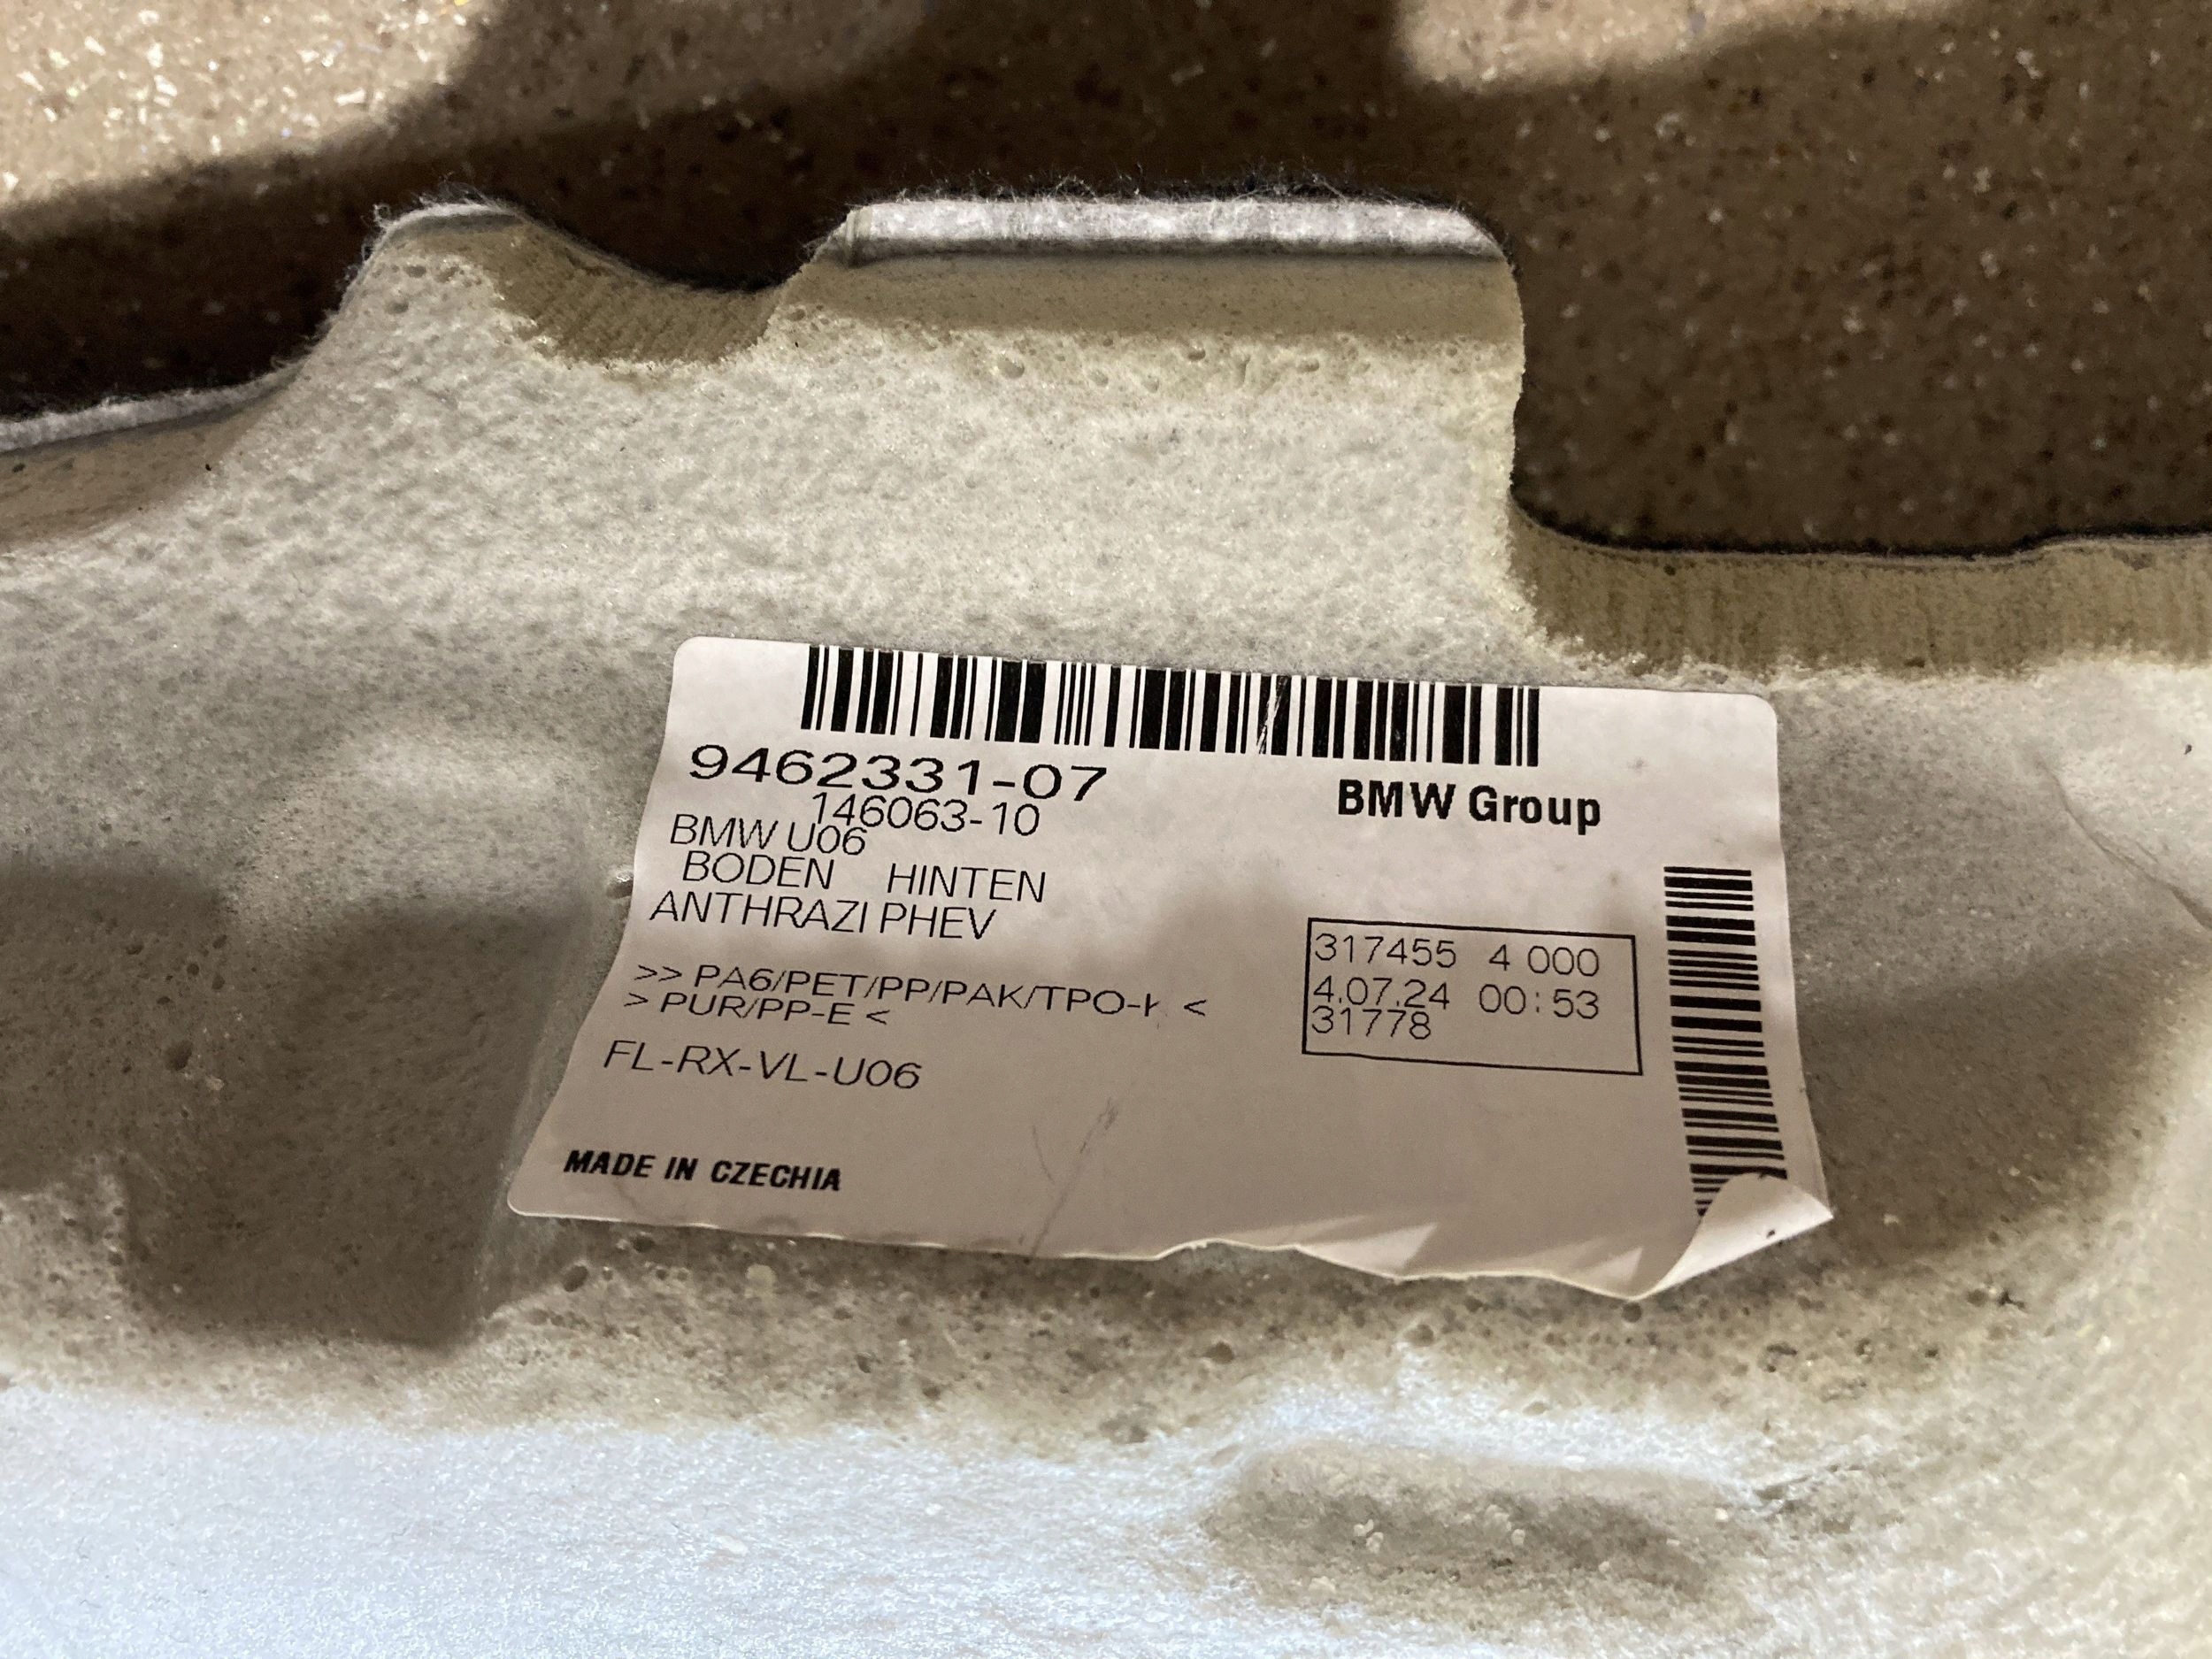 9462331-07
146063-10
BMW Group
BMW U06
BODEN HINTEN
ANTHRAZI PHEV
>> PA6/PET/PP/PAK/TPO- <
> PUR/PP-E <
317455 4 000
4.07.24 00:53
31778
FL-RX-VL-U06
MADE IN CZECHIA